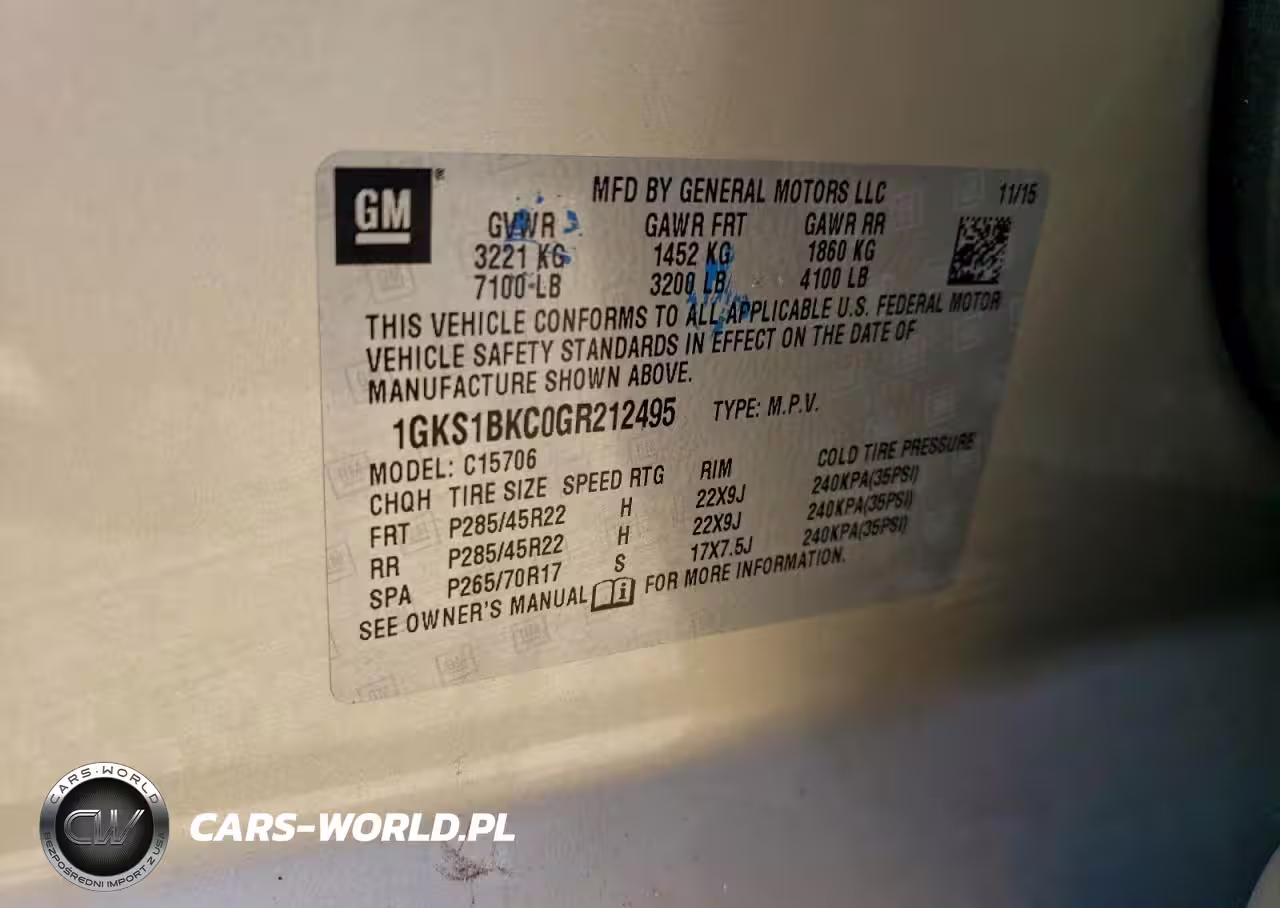 GM®
MFD BY GENERAL MOTORS LLC 11/15
GVWR GAWR FRT GAWR RR
3221 KG 1452 KG 1860 KG
7100 LB 3200 LB 4100 LB
THIS VEHICLE CONFORMS TO ALL APPLICABLE U.S. FEDERAL MOTOR
VEHICLE SAFETY STANDARDS IN EFFECT ON THE DATE OF
MANUFACTURE SHOWN ABOVE.
1GKS1BKC0GR212495 TYPE: M.P.V.
MODEL: C15706
CHQH TIRE SIZE SPEED RTG RIM COLD TIRE PRESSURE
FRT P285/45R22 H 22X9J 240KPA(35PSI)
RR P285/45R22 H 22X9J 240KPA(35PSI)
SPA P265/70R17 S 17X7.5J 240KPA(35PSI)
SEE OWNER'S MANUAL FOR MORE INFORMATION.
CARS-WORLD
CW
BEZPOŚREDNI IMPORT Z USA
CARS-WORLD.PL